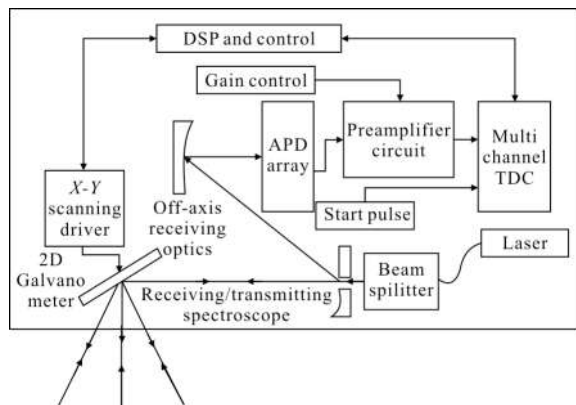 DSP and control
Gain control
APD
array
Preamplifier
circuit
Multi
channel
TDC
X-Y
scanning
driver
Off-axis
receiving
optics
Start pulse
2D
Galvano
meter
Receiving/transmitting
spectroscope
Beam
spilitter
Laser